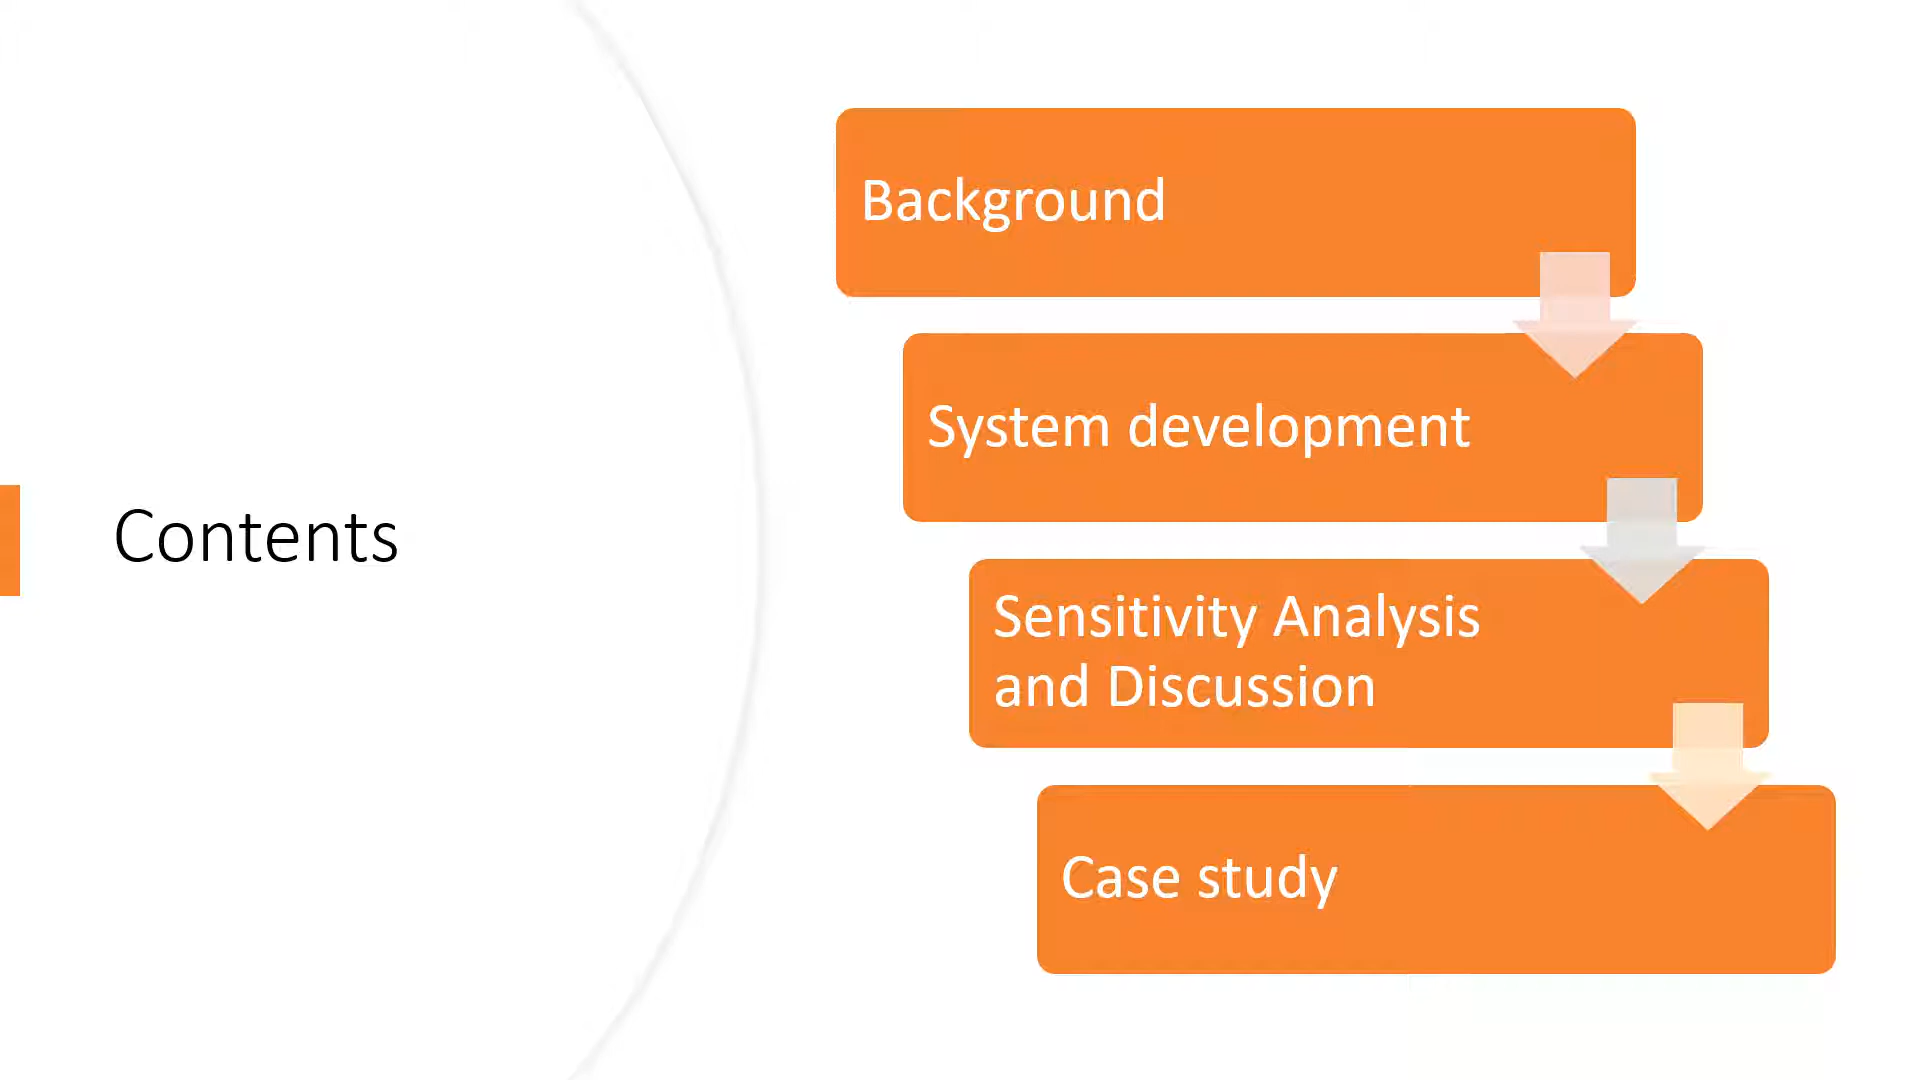 Contents
Background
System development
Sensitivity Analysis
and Discussion
Case study